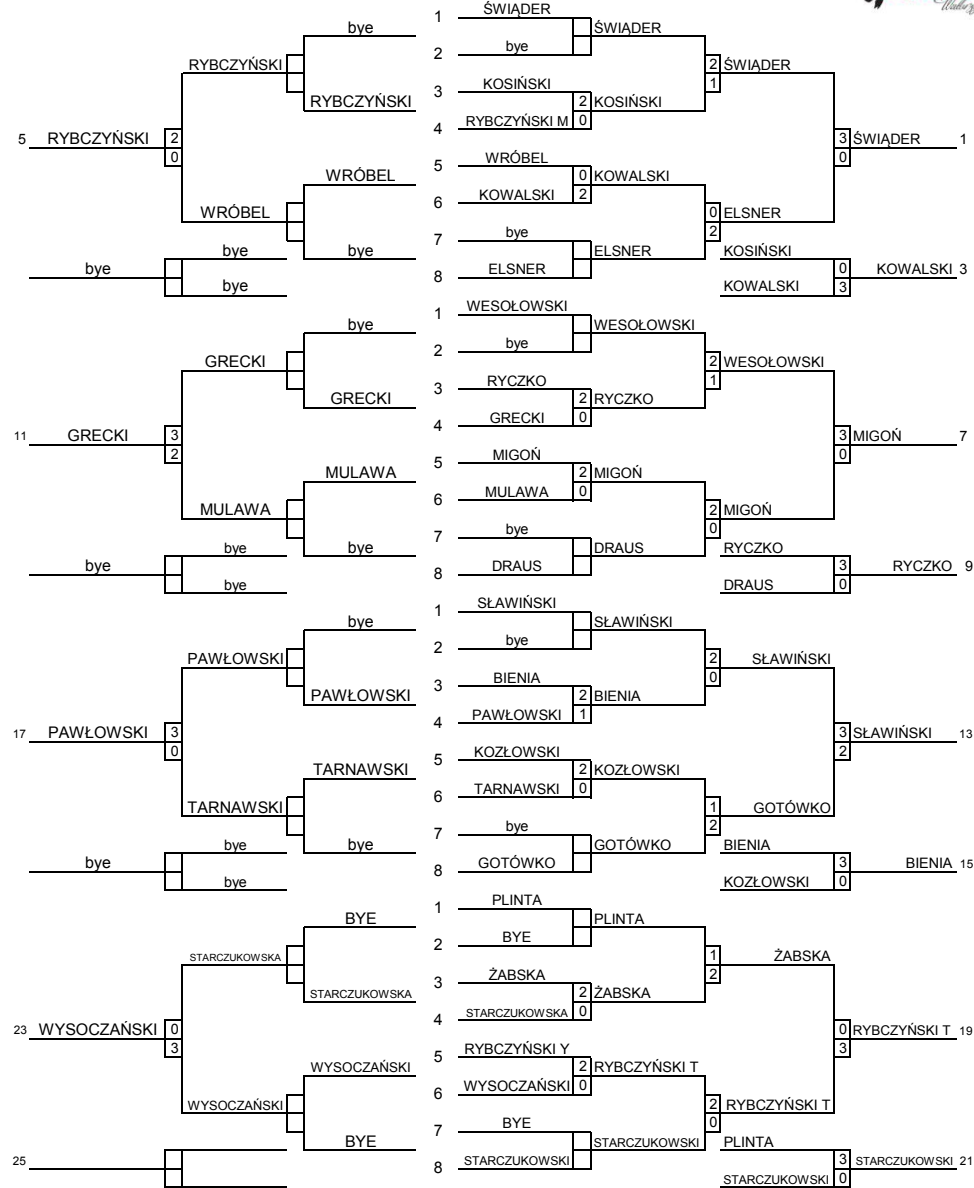 1 ŚWIĄDER
bye ŚWIĄDER
2 bye
RYBCZYŃSKI 2 ŚWIĄDER
1
3 KOSIŃSKI
RYBCZYŃSKI 2 KOSIŃSKI
4 RYBCZYŃSKI M 0
5 RYBCZYŃSKI 2 3 ŚWIĄDER 1
0 0
5 WRÓBEL
WRÓBEL 0 KOWALSKI
6 KOWALSKI 2
WRÓBEL 0 ELSNER
2
7 bye
bye bye ELSNER KOSIŃSKI
bye 0 KOWALSKI 3
8 ELSNER
bye KOWALSKI 3
1 WESOŁOWSKI
bye WESOŁOWSKI
2 bye
GRECKI 2 WESOŁOWSKI
1
3 RYCZKO
GRECKI 2 RYCZKO
4 GRECKI 0
11 GRECKI 3 3 MIGOŃ 7
2 0
5 MIGOŃ
MULAWA 2 MIGOŃ
6 MULAWA 0
MULAWA 2 MIGOŃ
0
7 bye
bye bye DRAUS RYCZKO
bye 3 RYCZKO 9
8 DRAUS
bye DRAUS 0
1 SŁAWIŃSKI
bye SŁAWIŃSKI
2 bye
PAWŁOWSKI 2 SŁAWIŃSKI
0
3 BIENIA
PAWŁOWSKI 2 BIENIA
4 PAWŁOWSKI 1
17 PAWŁOWSKI 3 3 SŁAWIŃSKI 13
0 2
5 KOZŁOWSKI
TARNAWSKI 2 KOZŁOWSKI
6 TARNAWSKI 0
TARNAWSKI 1 GOTÓWKO
2
7 bye
bye bye GOTÓWKO BIENIA
bye 3 BIENIA 15
8 GOTÓWKO
bye KOZŁOWSKI 0
1 PLINTA
BYE PLINTA
2 BYE
STARCZUKOWSKA 1 ŻABSKA
2
3 ŻABSKA
STARCZUKOWSKA 2 ŻABSKA
4 STARCZUKOWSKA 0
23 WYSOCZAŃSKI 0 0 RYBCZYŃSKI T 19
3 3
5 RYBCZYŃSKI Y
WYSOCZAŃSKI 2 RYBCZYŃSKI T
6 WYSOCZAŃSKI 0
WYSOCZAŃSKI 2 RYBCZYŃSKI T
0
7 BYE
BYE STARCZUKOWSKI PLINTA
25 3 STARCZUKOWSKI 21
8 STARCZUKOWSKI
STARCZUKOWSKI 0